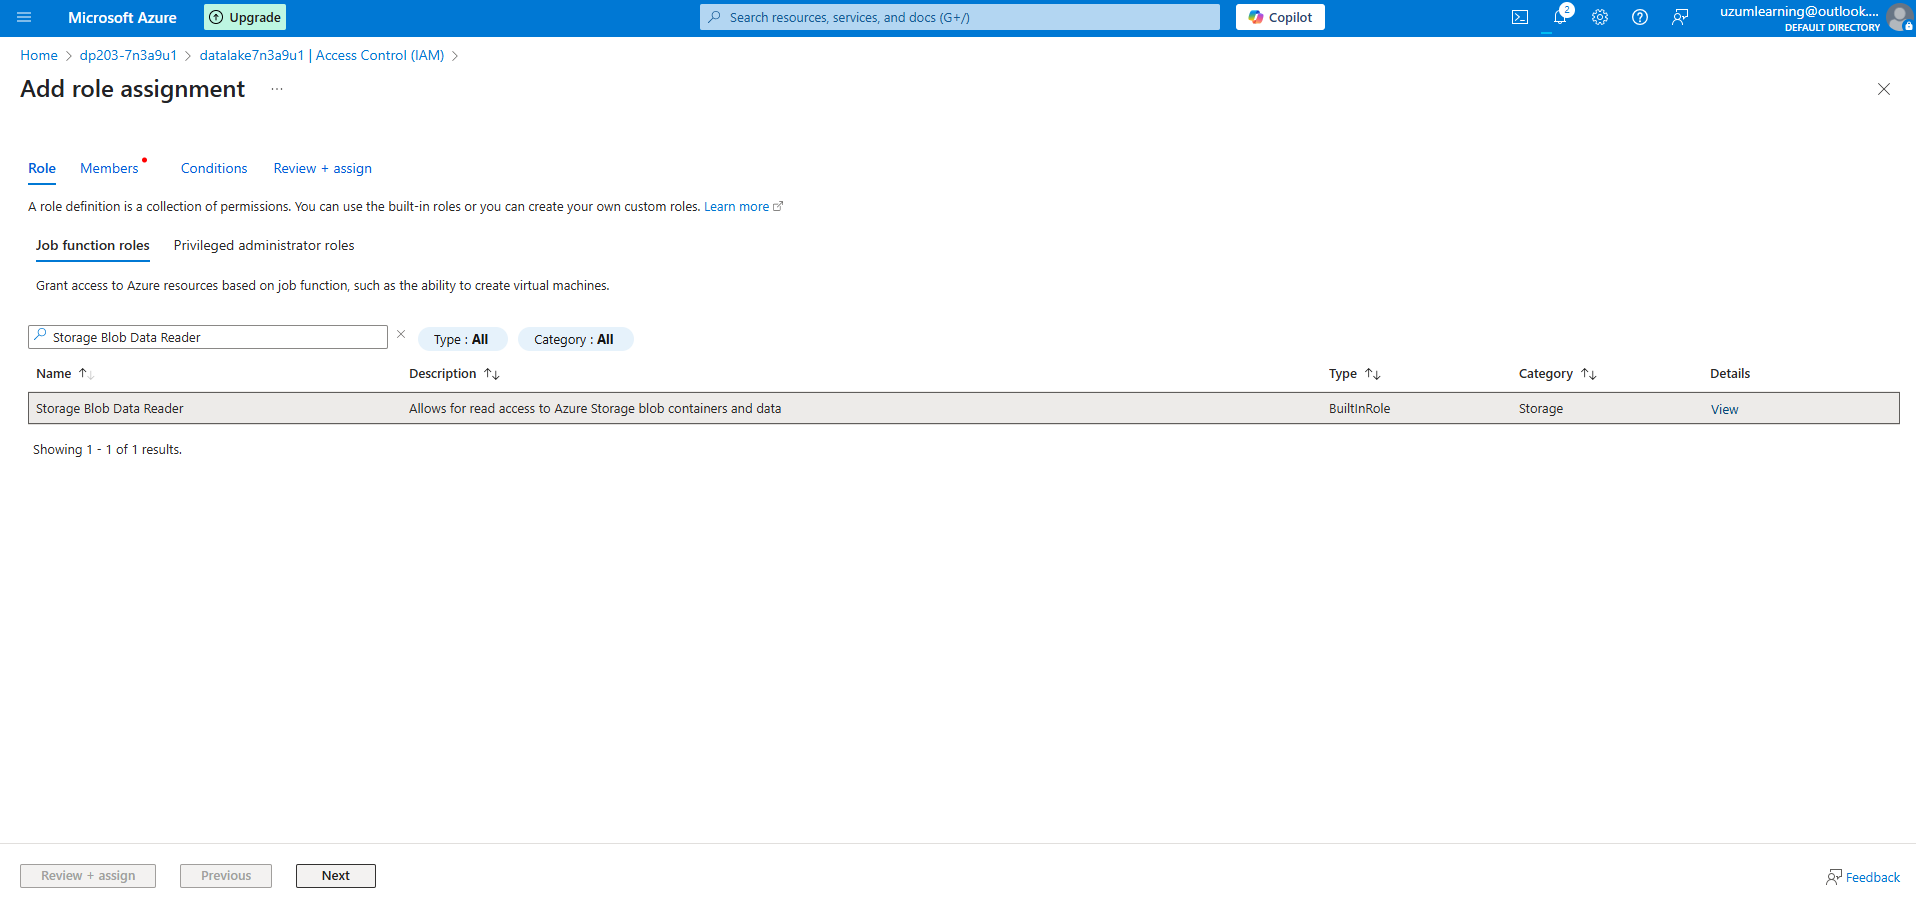 Microsoft Azure
Upgrade
Search resources, services, and docs (G+/)
Copilot
2
uzumlearning@outlook....
DEFAULT DIRECTORY
Home > dp203-7n3a9u1 > datalake7n3a9u1 | Access Control (IAM) >
Add role assignment ...
Role Members Conditions Review + assign
A role definition is a collection of permissions. You can use the built-in roles or you can create your own custom roles. Learn more
Job function roles Privileged administrator roles
Grant access to Azure resources based on job function, such as the ability to create virtual machines.
Storage Blob Data Reader Type : All Category : All
Name Description Type Category Details
Storage Blob Data Reader Allows for read access to Azure Storage blob containers and data BuiltInRole Storage View
Showing 1 - 1 of 1 results.
Review + assign Previous Next Feedback